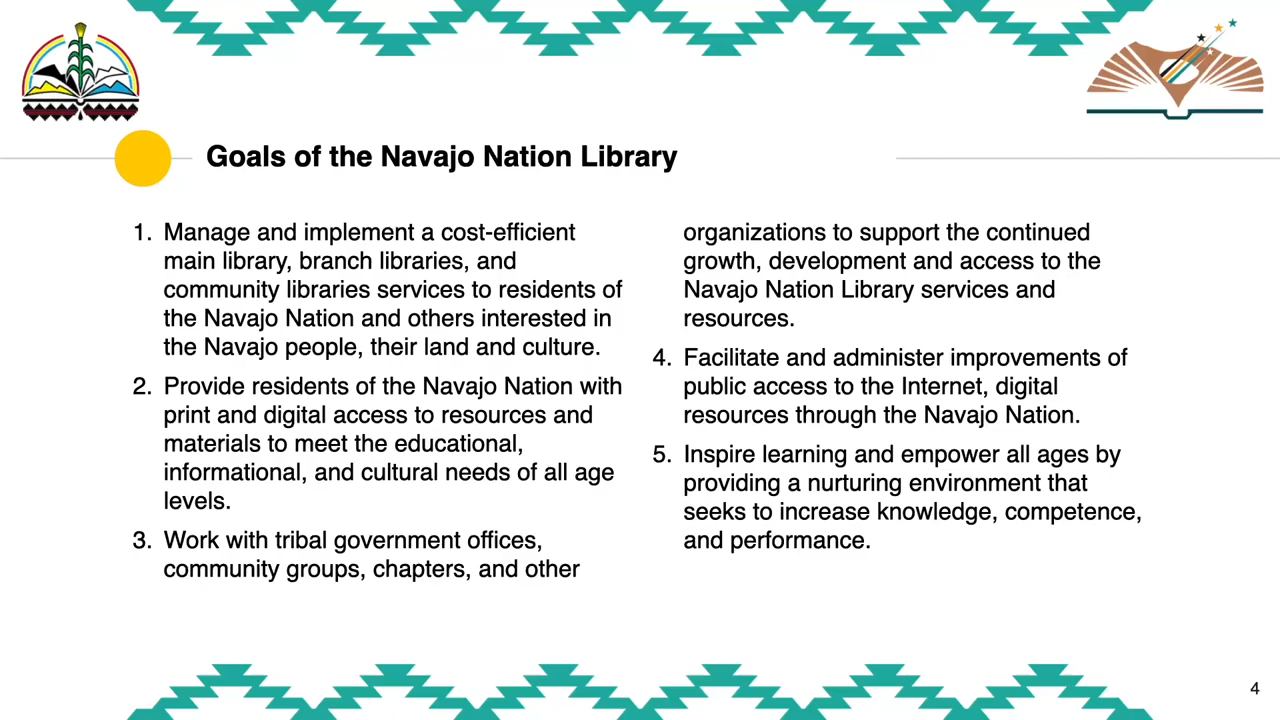 Goals of the Navajo Nation Library
1. Manage and implement a cost-efficient
main library, branch libraries, and
community libraries services to residents of
the Navajo Nation and others interested in
the Navajo people, their land and culture.
2. Provide residents of the Navajo Nation with
print and digital access to resources and
materials to meet the educational,
informational, and cultural needs of all age
levels.
3. Work with tribal government offices,
community groups, chapters, and other
organizations to support the continued
growth, development and access to the
Navajo Nation Library services and
resources.
4. Facilitate and administer improvements of
public access to the Internet, digital
resources through the Navajo Nation.
5. Inspire learning and empower all ages by
providing a nurturing environment that
seeks to increase knowledge, competence,
and performance.
4